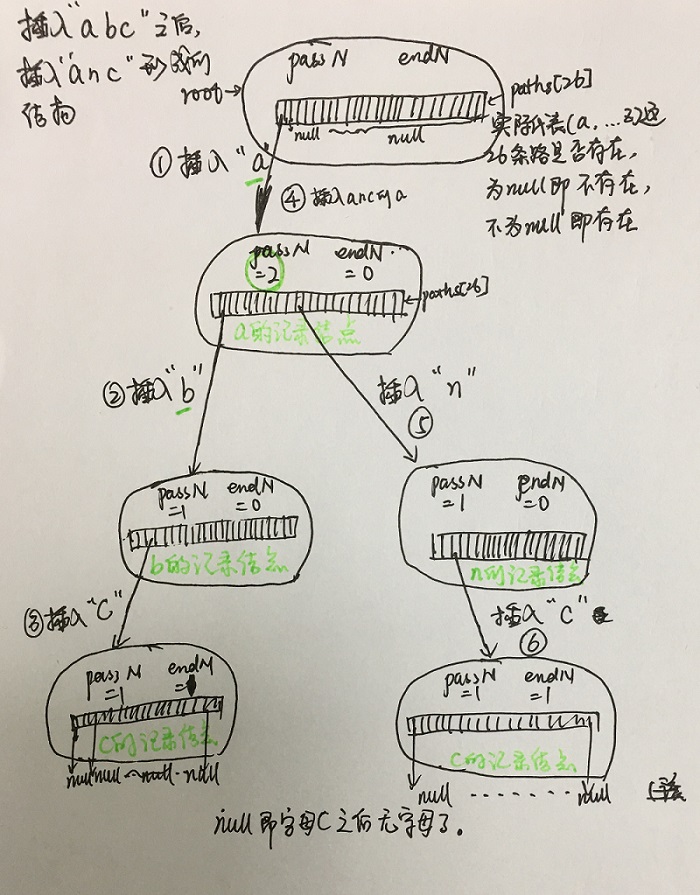 插入"abc"之后,
插入"anc"形成的
结构
root→
passN endN
paths[26]
null null
实际代表(a,...z)这
26条路是否存在,
为null即不存在,
不为null即存在
① 插入"a"
④ 插入anc的a
passN endN
=2 =0
paths[26]
a的记录结点
② 插入"b"
插入"n"
⑤
passN endN
=1 =0
b的记录结点
passN endN
=1 =0
n的记录结点
③ 插入"C"
插入"C"
⑥
passN endN
=1 =
C的记录结点
null null null null
passN endN
=1 =1
C的记录结点
null ........ null
null即字母C之后无字母了.